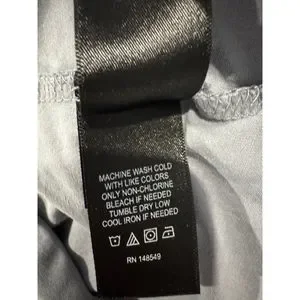 MACHINE WASH COLD
WITH LIKE COLORS
ONLY NON-CHLORINE
BLEACH IF NEEDED
TUMBLE DRY LOW
COOL IRON IF NEEDED
RN 148549